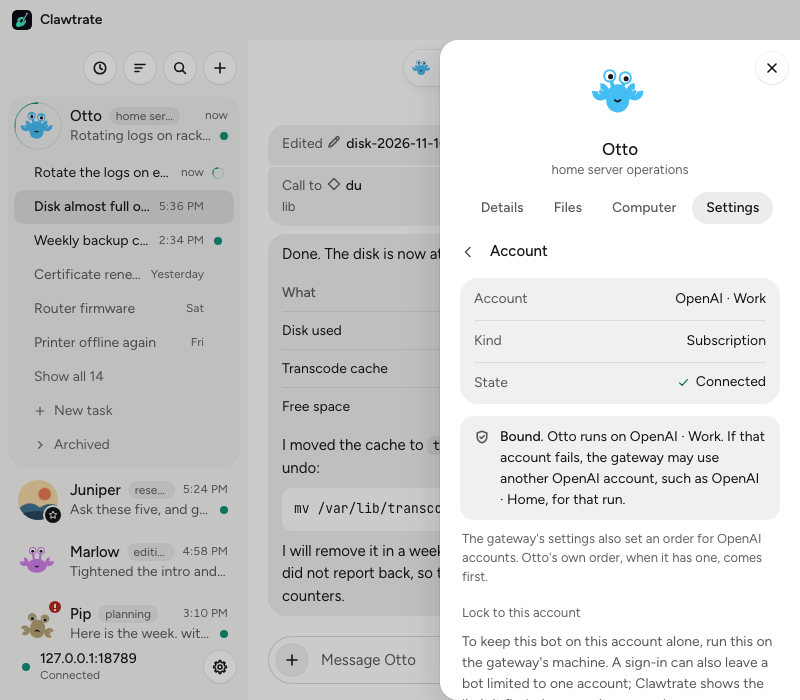 Clawtrate
Otto home ser... now
Rotating logs on rack...
Rotate the logs on e... now
Disk almost full o... 5:36 PM
Weekly backup c... 2:34 PM
Certificate rene... Yesterday
Router firmware Sat
Printer offline again Fri
Show all 14
New task
Archived
Juniper rese... 5:24 PM
Ask these five, and g...
Marlow editi... 4:58 PM
Tightened the intro and...
Pip planning 3:10 PM
Here is the week. wit...
127.0.0.1:18789
Connected
Edited disk-2026-11-1
Call to du
lib
Done. The disk is now at
What
Disk used
Transcode cache
Free space
I moved the cache to t
undo:
mv /var/lib/transco
I will remove it in a week
did not report back, so t
counters.
Message Otto
Otto
home server operations
Details Files Computer Settings
Account
Account OpenAI · Work
Kind Subscription
State Connected
Bound. Otto runs on OpenAI · Work. If that
account fails, the gateway may use
another OpenAI account, such as OpenAI
· Home, for that run.
The gateway's settings also set an order for OpenAI
accounts. Otto's own order, when it has one, comes
first.
Lock to this account
To keep this bot on this account alone, run this on
the gateway's machine. A sign-in can also leave a
bot limited to one account; Clawtrate shows the